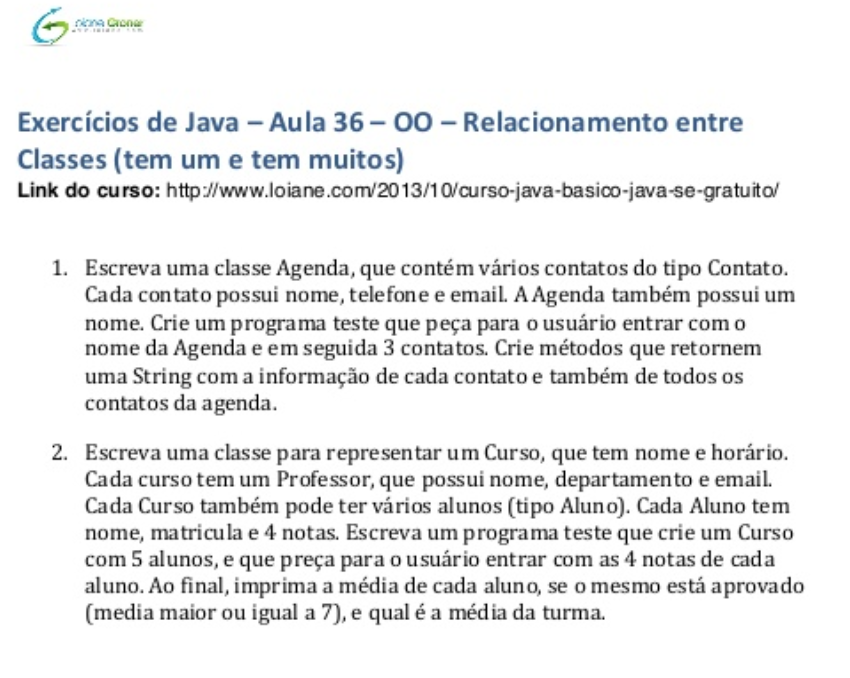 Loiane Groner
Exercícios de Java – Aula 36 – OO – Relacionamento entre
Classes (tem um e tem muitos)
Link do curso: http://www.loiane.com/2013/10/curso-java-basico-java-se-gratuito/
1. Escreva uma classe Agenda, que contém vários contatos do tipo Contato.
Cada contato possui nome, telefone e email. A Agenda também possui um
nome. Crie um programa teste que peça para o usuário entrar com o
nome da Agenda e em seguida 3 contatos. Crie métodos que retornem
uma String com a informação de cada contato e também de todos os
contatos da agenda.
2. Escreva uma classe para representar um Curso, que tem nome e horário.
Cada curso tem um Professor, que possui nome, departamento e email.
Cada Curso também pode ter vários alunos (tipo Aluno). Cada Aluno tem
nome, matricula e 4 notas. Escreva um programa teste que crie um Curso
com 5 alunos, e que preça para o usuário entrar com as 4 notas de cada
aluno. Ao final, imprima a média de cada aluno, se o mesmo está aprovado
(media maior ou igual a 7), e qual é a média da turma.